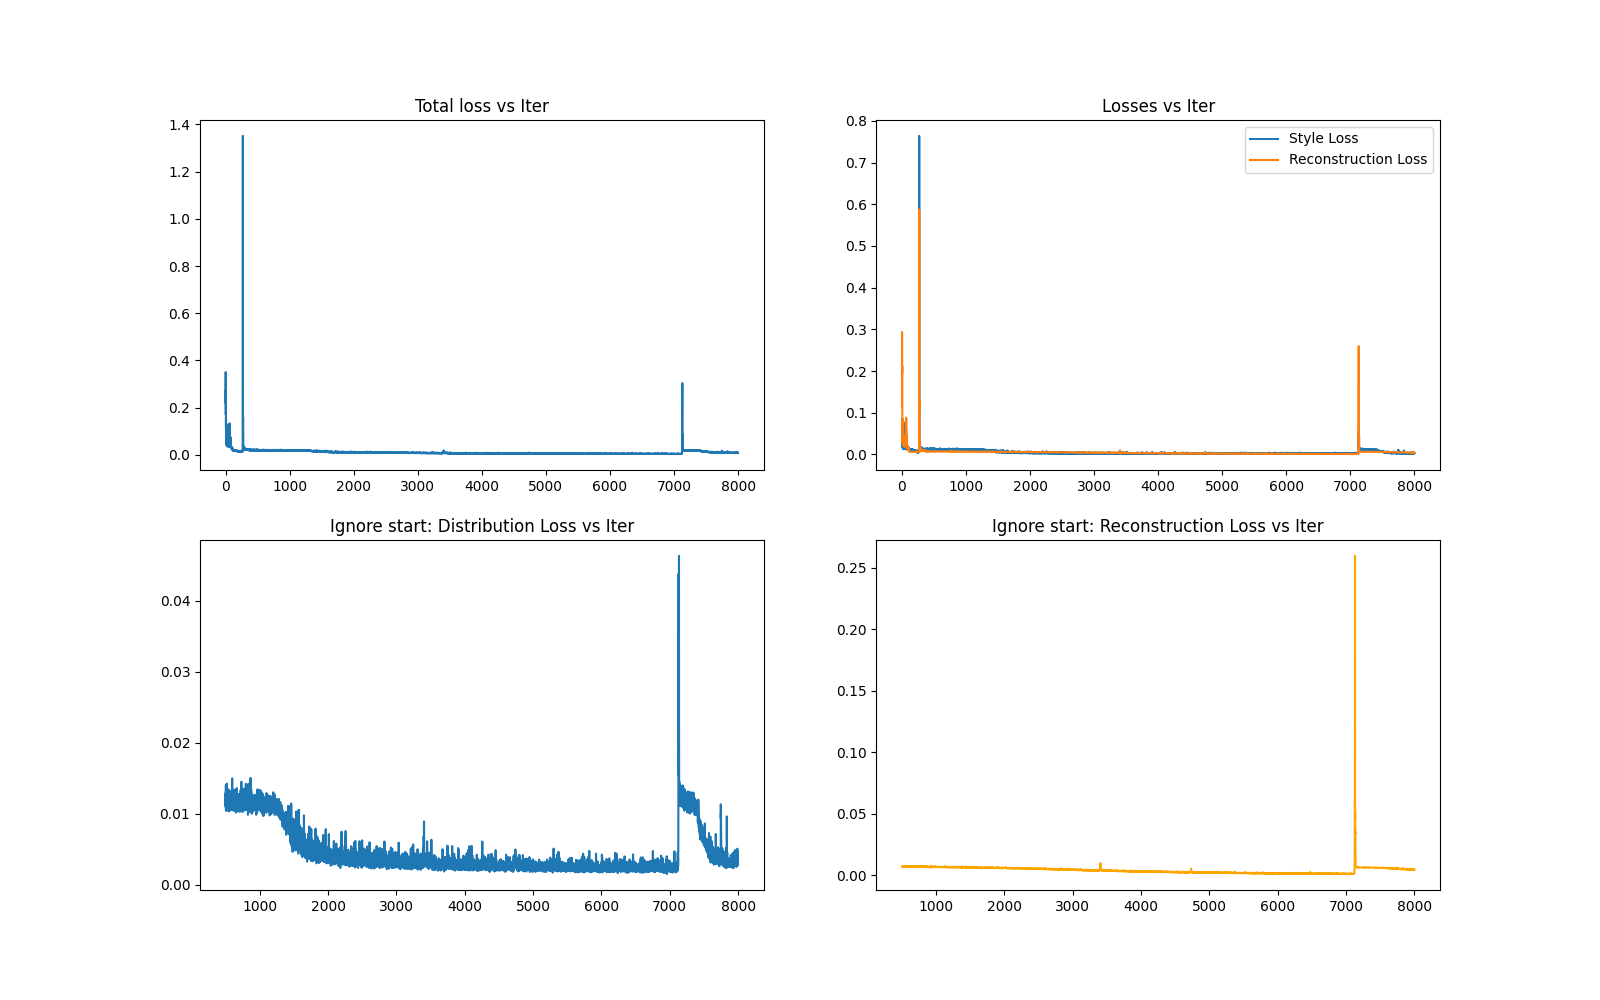 Total loss vs Iter
1.4
1.2
1.0
0.8
0.6
0.4
0.2
0.0
0 1000 2000 3000 4000 5000 6000 7000 8000
Losses vs Iter
Style Loss
Reconstruction Loss
0.8
0.7
0.6
0.5
0.4
0.3
0.2
0.1
0.0
0 1000 2000 3000 4000 5000 6000 7000 8000
Ignore start: Distribution Loss vs Iter
0.04
0.03
0.02
0.01
0.00
1000 2000 3000 4000 5000 6000 7000 8000
Ignore start: Reconstruction Loss vs Iter
0.25
0.20
0.15
0.10
0.05
0.00
1000 2000 3000 4000 5000 6000 7000 8000